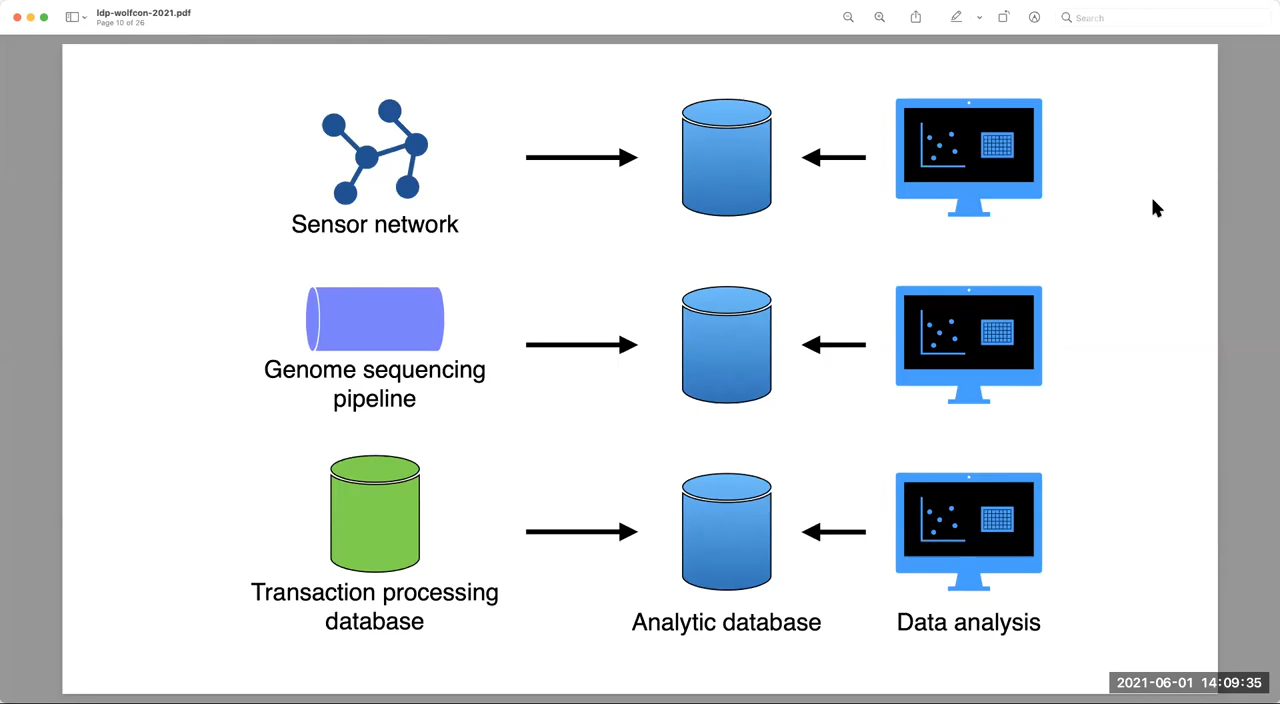 ldp-wolfcon-2021.pdf
Page 10 of 26
Search
Sensor network
Genome sequencing
pipeline
Transaction processing
database
Analytic database
Data analysis
2021-06-01 14:09:35